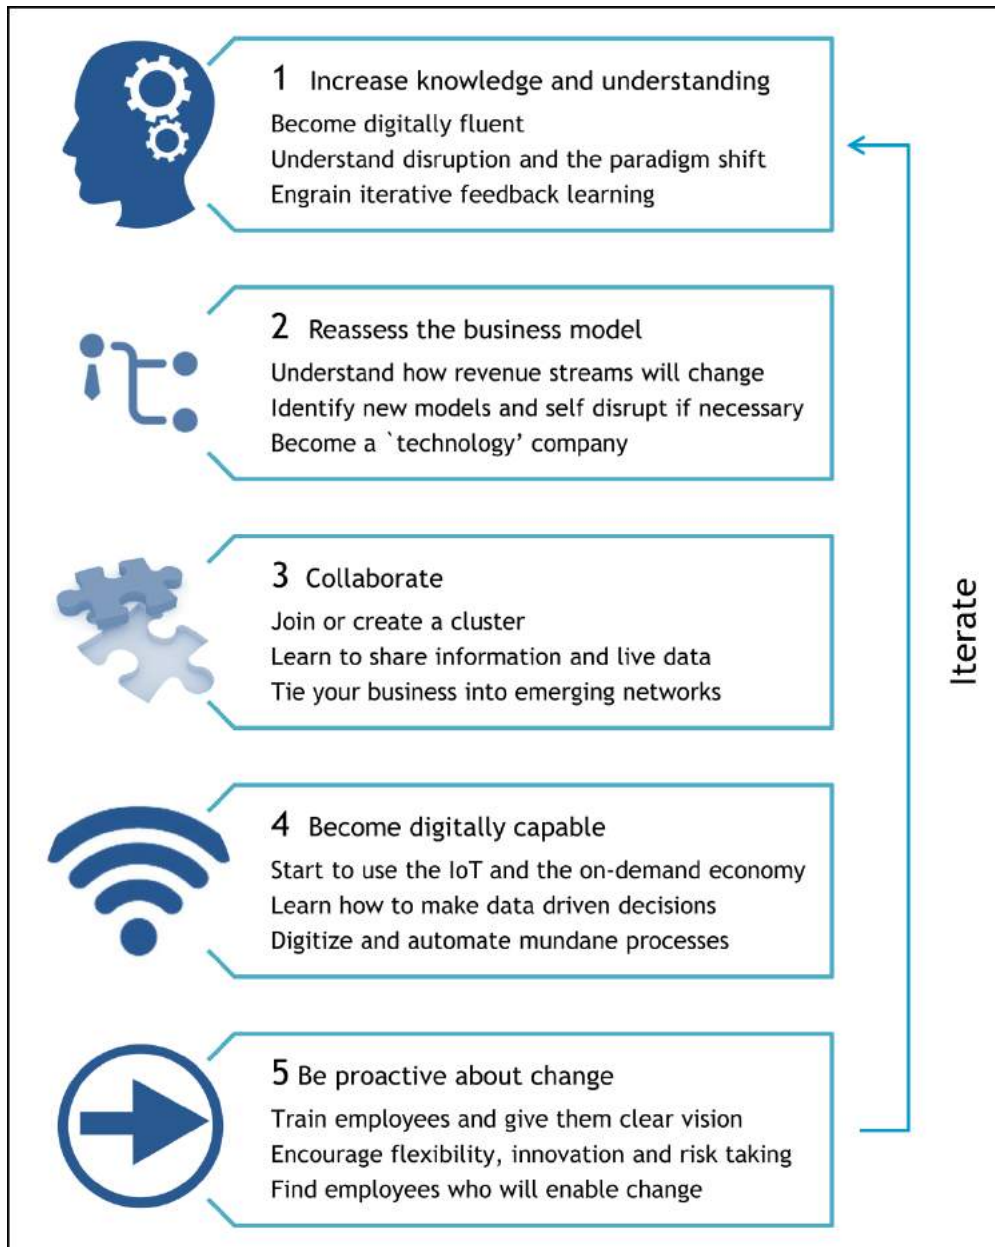 1 Increase knowledge and understanding
Become digitally fluent
Understand disruption and the paradigm shift
Engrain iterative feedback learning
2 Reassess the business model
Understand how revenue streams will change
Identify new models and self disrupt if necessary
Become a `technology’ company
3 Collaborate
Join or create a cluster
Learn to share information and live data
Tie your business into emerging networks
4 Become digitally capable
Start to use the IoT and the on-demand economy
Learn how to make data driven decisions
Digitize and automate mundane processes
5 Be proactive about change
Train employees and give them clear vision
Encourage flexibility, innovation and risk taking
Find employees who will enable change
Iterate